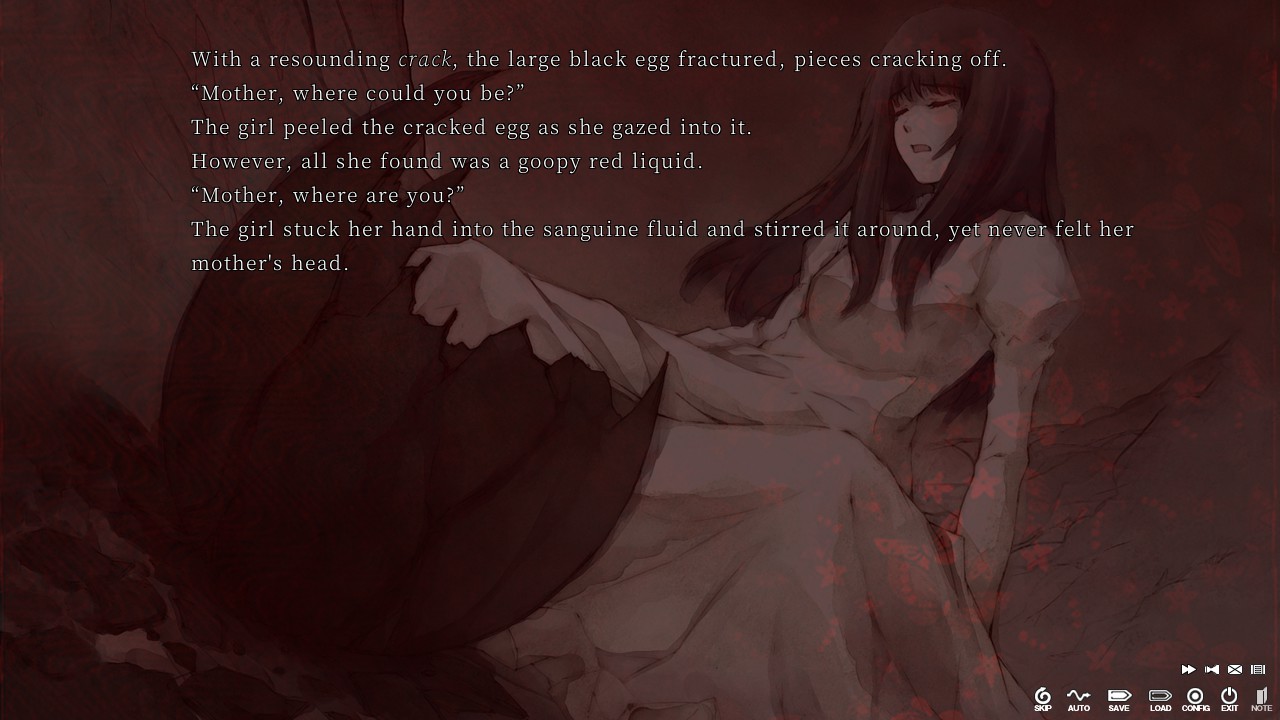 With a resounding crack, the large black egg fractured, pieces cracking off.
“Mother, where could you be?”
The girl peeled the cracked egg as she gazed into it.
However, all she found was a goopy red liquid.
“Mother, where are you?”
The girl stuck her hand into the sanguine fluid and stirred it around, yet never felt her
mother's head.
SKIP AUTO SAVE LOAD CONFIG EXIT NOTE